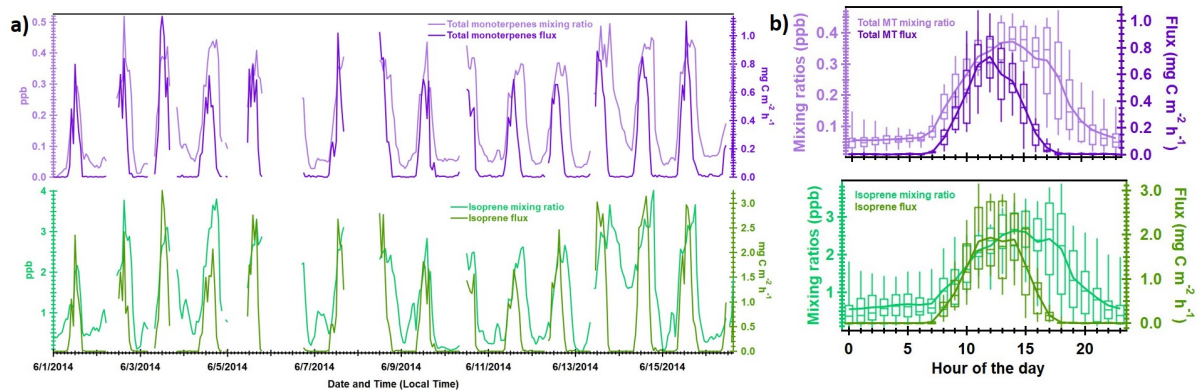 a)
Total monoterpenes mixing ratio
Total monoterpenes flux
ppb
0.5
0.4
0.3
0.2
0.1
0.0
1.0
0.8
0.6
0.4
0.2
0.0
mg C m⁻² h⁻¹
Isoprene mixing ratio
Isoprene flux
ppb
4
3
2
1
3.0
2.5
2.0
1.5
1.0
0.5
0.0
mg C m⁻² h⁻¹
6/1/2014 6/3/2014 6/5/2014 6/7/2014 6/9/2014 6/11/2014 6/13/2014 6/15/2014
Date and Time (Local Time)
b)
Total MT mixing ratio
Total MT flux
Mixing ratios (ppb)
0.4
0.3
0.2
0.1
1.0
0.8
0.6
0.4
0.2
0.0
Flux (mg C m⁻² h⁻¹)
Isoprene mixing ratio
Isoprene flux
Mixing ratios (ppb)
3
2
1
3.0
2.0
1.0
0.0
Flux (mg C m⁻² h⁻¹)
0 5 10 15 20
Hour of the day